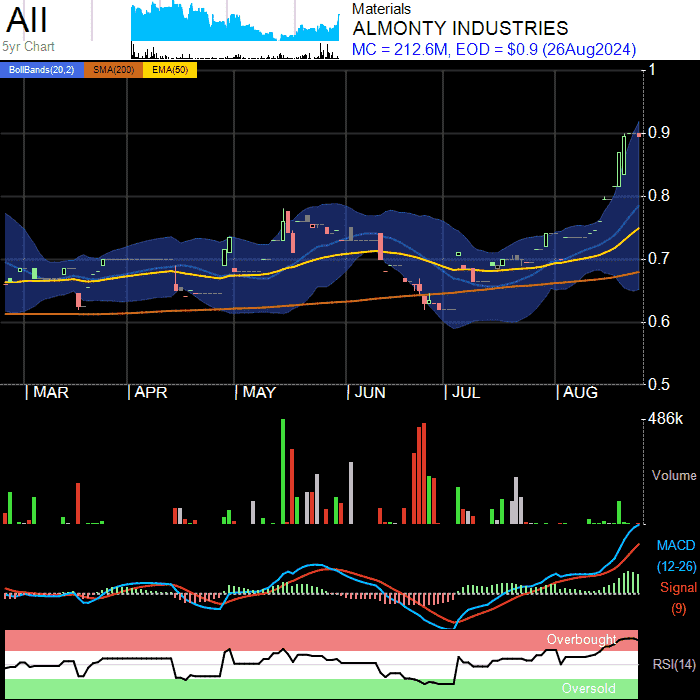 AII
5yr Chart
Materials
ALMONTY INDUSTRIES
MC = 212.6M, EOD = $0.9 (26Aug2024)
BollBands(20,2) SMA(200) EMA(50)
1
0.9
0.8
0.7
0.6
0.5
MAR APR MAY JUN JUL AUG
486k
Volume
MACD
(12-26)
Signal
(9)
Overbought
RSI(14)
Oversold